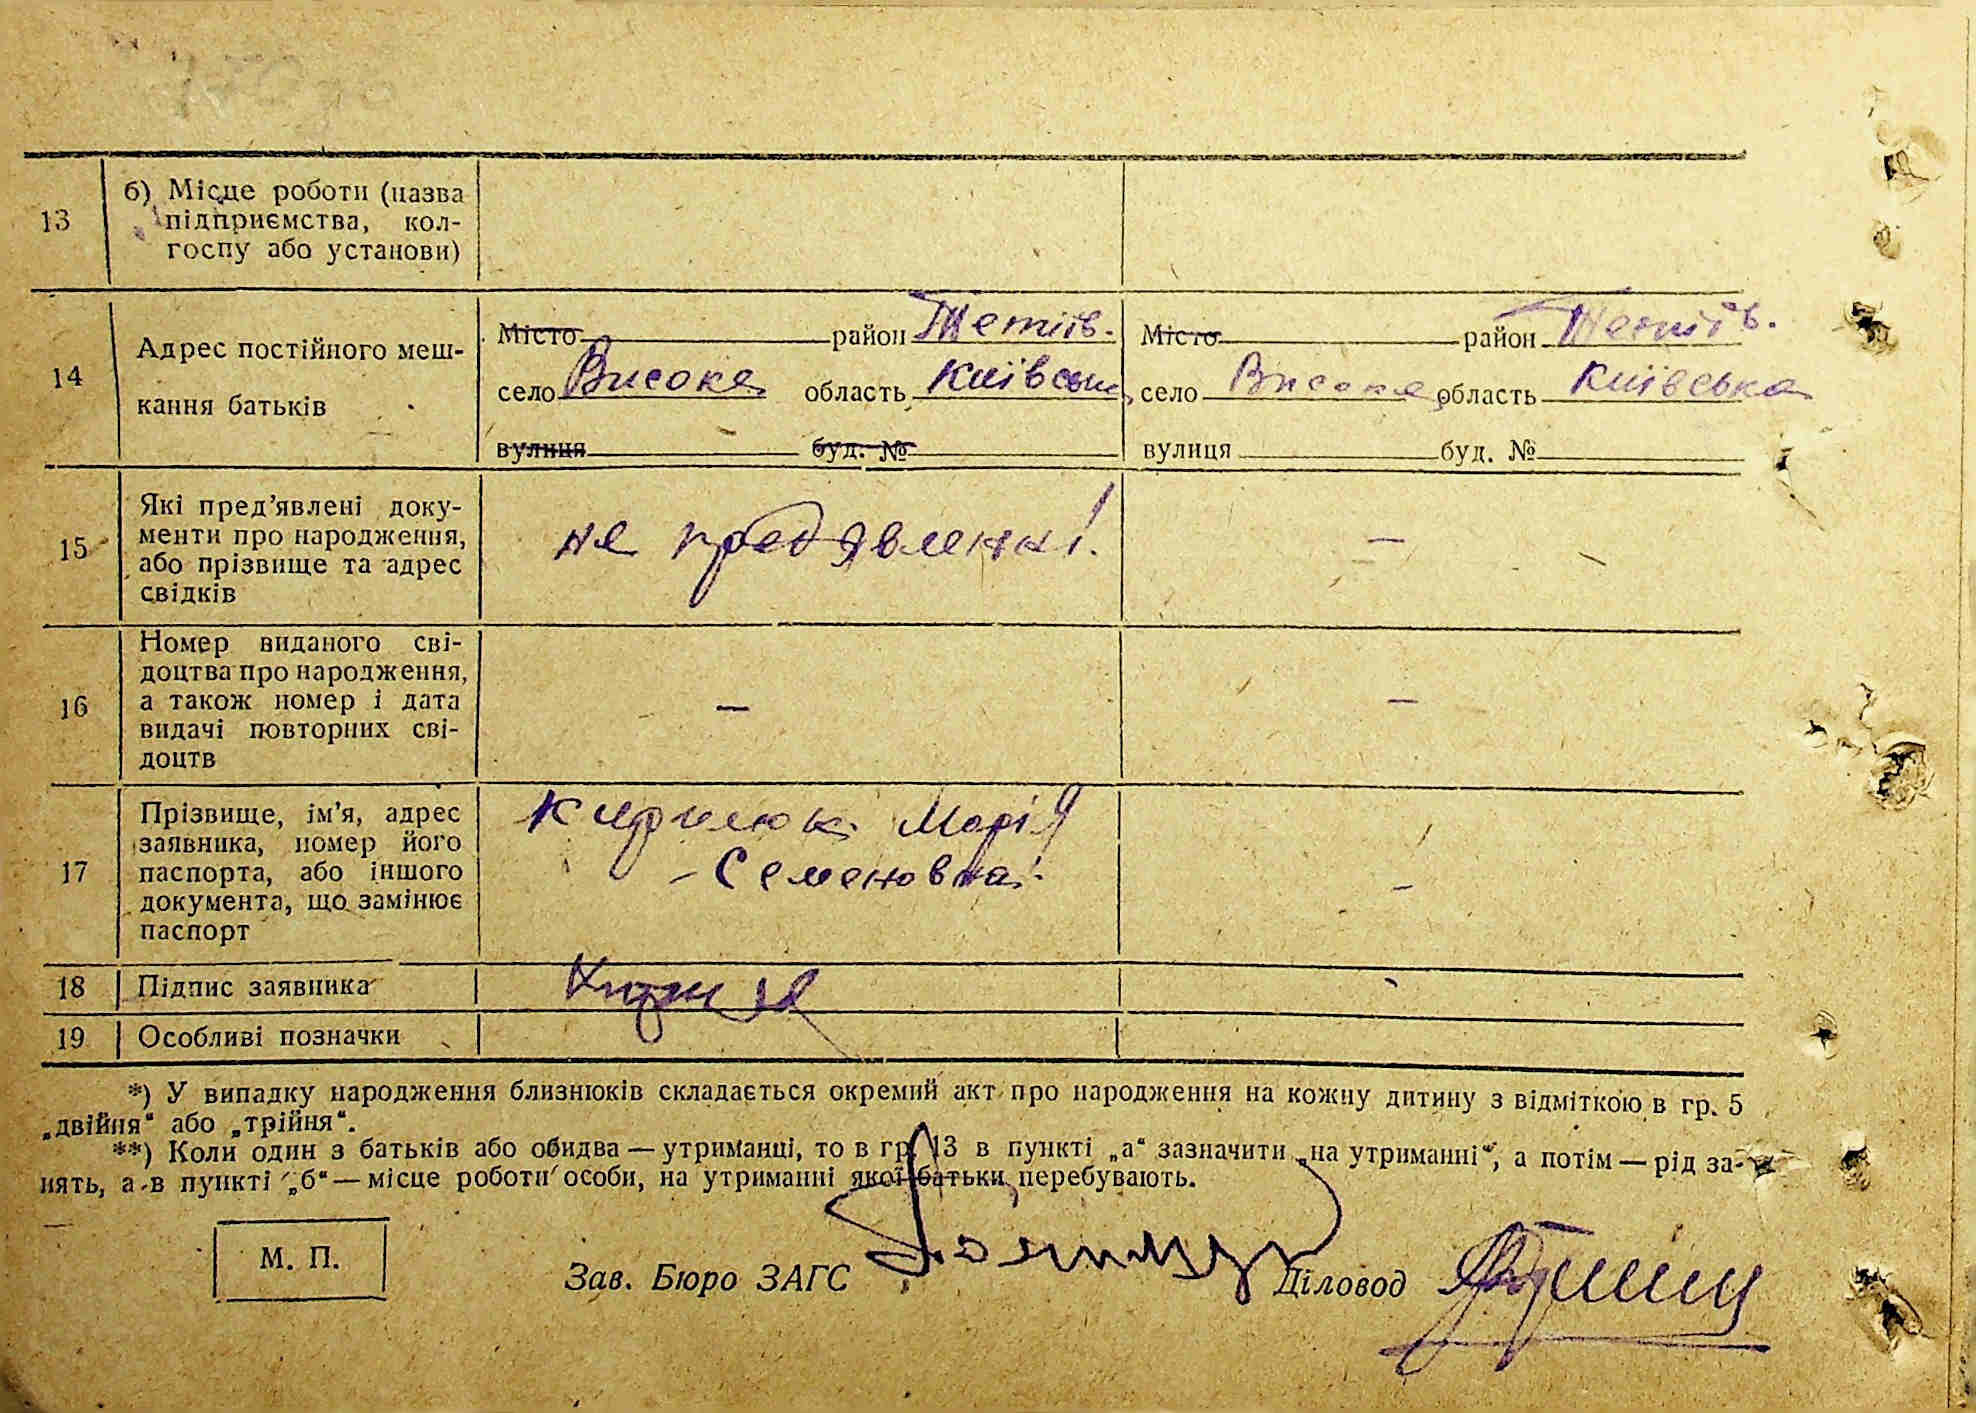 13
б) Місце роботи (назва
підприємства, кол-
госпу або установи)
14
Адрес постійного меш-
кання батьків
Місто район Тетіїв.
село Висока область Київськ
вулиця буд. №
Місто район Тетіїв.
село Висока область Київська
вулиця буд. №
15
Які пред’явлені доку-
менти про народження,
або прізвище та адрес
свідків
не предявленні.
—
16
Номер виданого сві-
доцтва про народження,
а також номер і дата
видачі повторних сві-
доцтв
—
—
17
Прізвище, ім’я, адрес
заявника, номер його
паспорта, або іншого
документа, що замінює
паспорт
Кирилюк Марія
Семеновна.
—
18
Підпис заявника
19
Особливі позначки
*) У випадку народження близнюків складається окремий акт про народження на кожну дитину з відміткою в гр. 5
„двійня“ або „трійня“.
**) Коли один з батьків або обидва — утриманці, то в гр. 13 в пункті „а“ зазначити „на утриманні“, а потім — рід за-
нять, а в пункті „б“ — місце роботи особи, на утриманні якої батьки перебувають.
М. П.
Зав. Бюро ЗАГС
Діловод